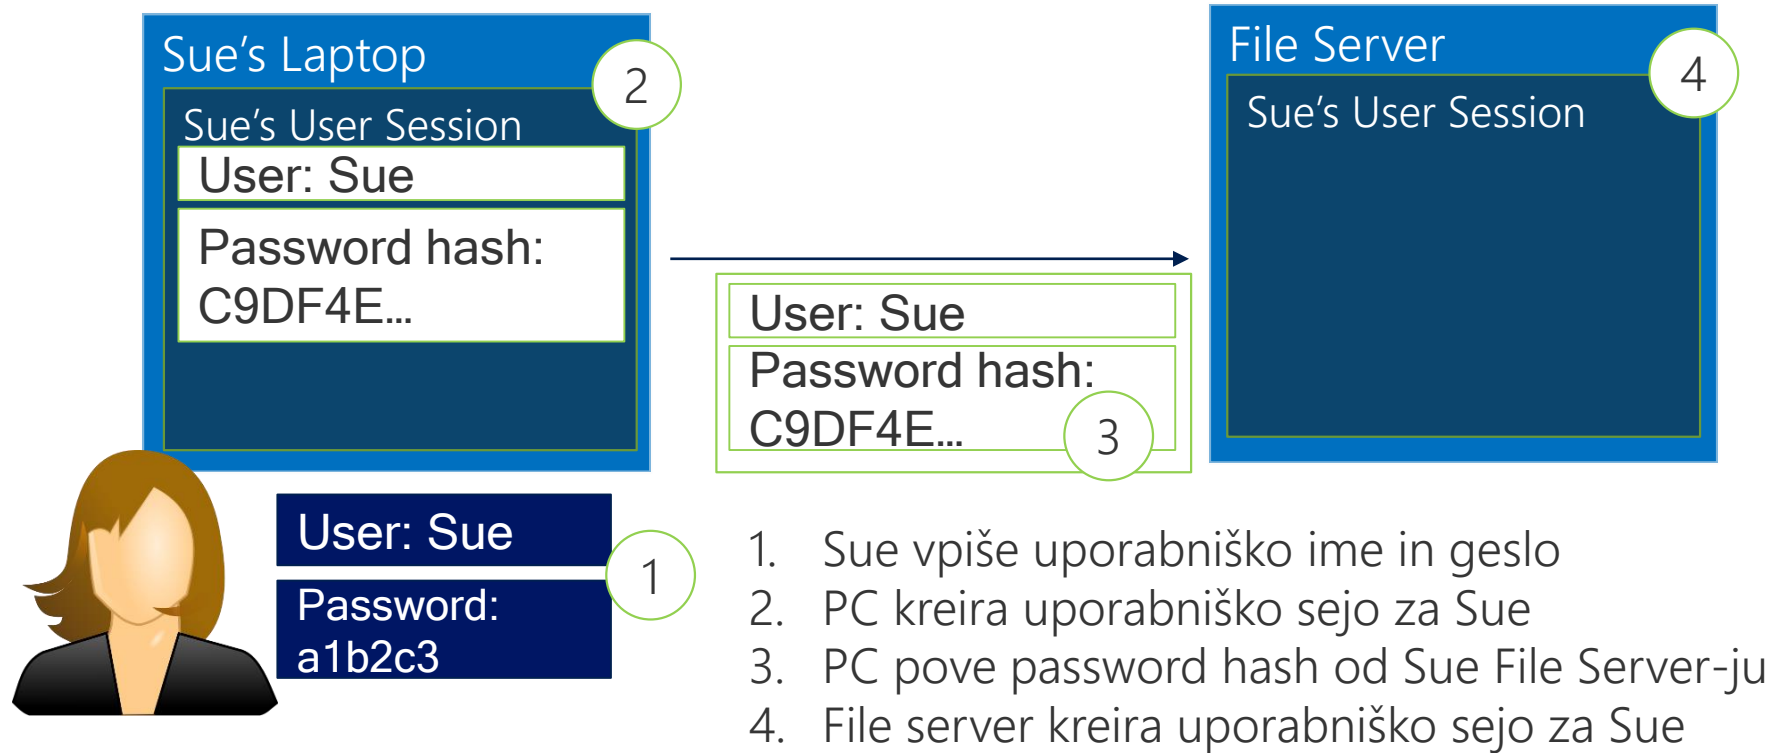 Sue's Laptop
2
Sue's User Session
User: Sue
Password hash:
C9DF4E...
User: Sue
Password hash:
C9DF4E...
3
File Server
4
Sue's User Session
User: Sue
Password:
a1b2c3
1
1. Sue vpiše uporabniško ime in geslo
2. PC kreira uporabniško sejo za Sue
3. PC pove password hash od Sue File Server-ju
4. File server kreira uporabniško sejo za Sue